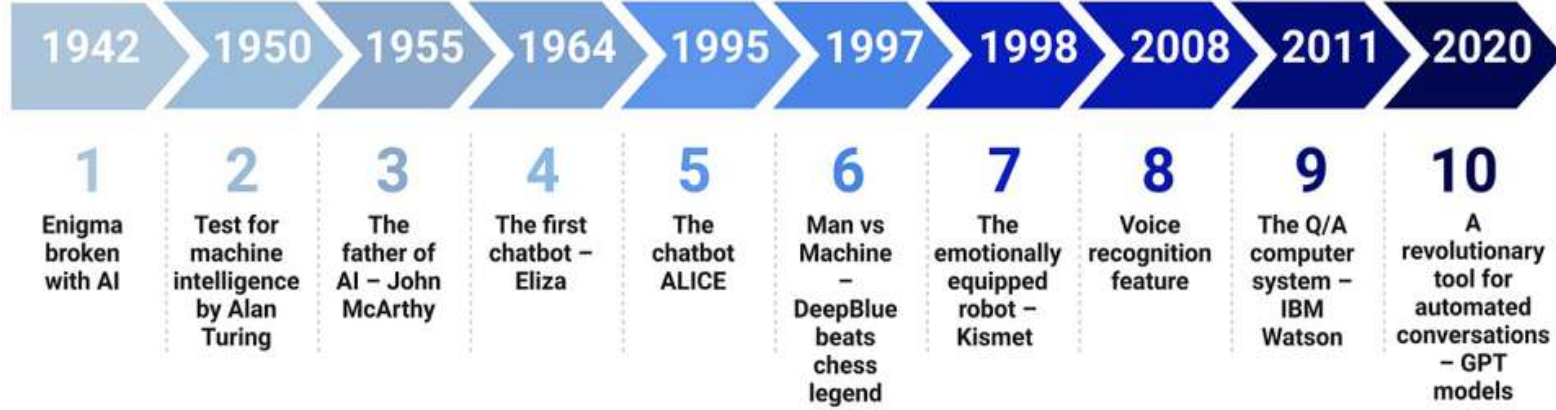 1942
1950
1955
1964
1995
1997
1998
2008
2011
2020
1
Enigma
broken
with AI
2
Test for
machine
intelligence
by Alan
Turing
3
The
father of
AI – John
McArthy
4
The first
chatbot –
Eliza
5
The
chatbot
ALICE
6
Man vs
Machine
–
DeepBlue
beats
chess
legend
7
The
emotionally
equipped
robot –
Kismet
8
Voice
recognition
feature
9
The Q/A
computer
system –
IBM
Watson
10
A
revolutionary
tool for
automated
conversations
– GPT
models